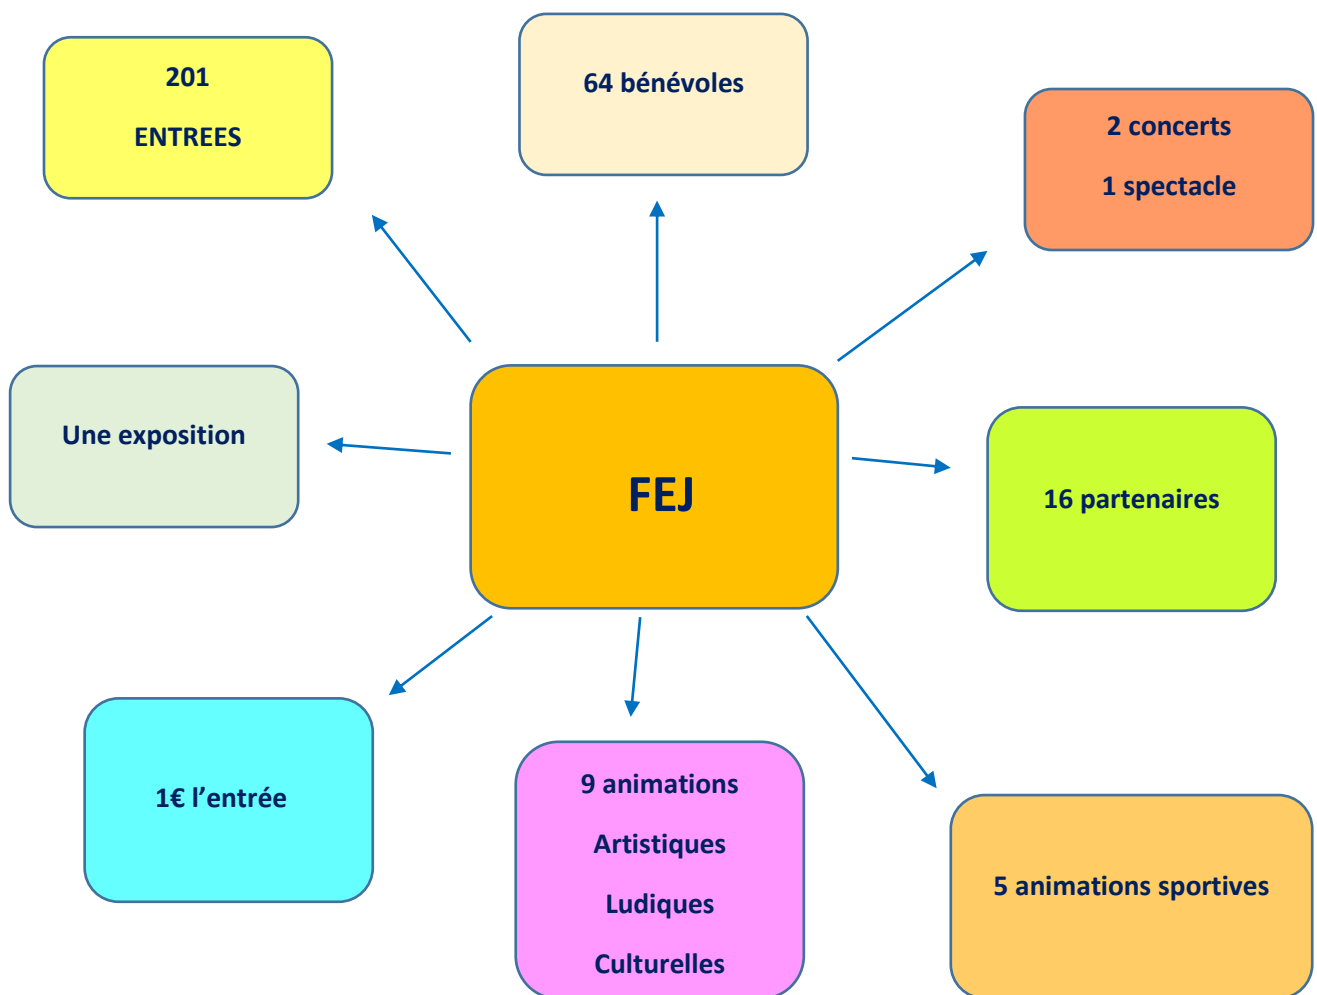 201
ENTREES
64 bénévoles
2 concerts
1 spectacle
Une exposition
FEJ
16 partenaires
1€ l’entrée
9 animations
Artistiques
Ludiques
Culturelles
5 animations sportives